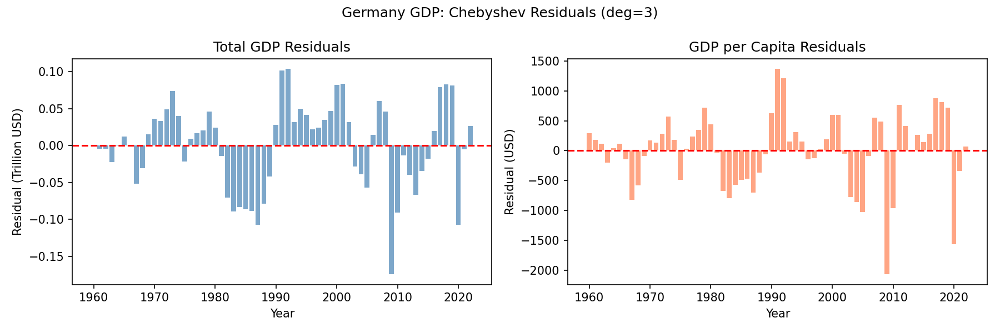 Germany GDP: Chebyshev Residuals (deg=3)
Total GDP Residuals
Residual (Trillion USD)
0.10
0.05
0.00
−0.05
−0.10
−0.15
1960 1970 1980 1990 2000 2010 2020
Year
GDP per Capita Residuals
Residual (USD)
1500
1000
500
0
−500
−1000
−1500
−2000
1960 1970 1980 1990 2000 2010 2020
Year